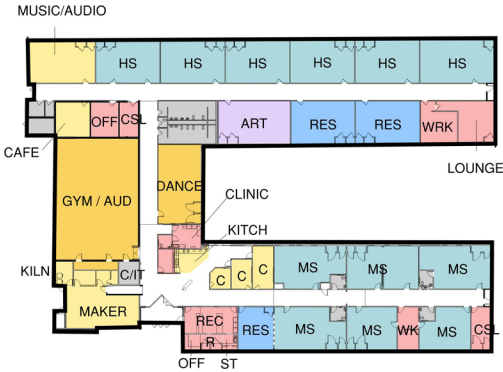 MUSIC/AUDIO
HS HS HS HS HS HS
OFF CSL ART RES RES WRK
CAFE
LOUNGE
GYM / AUD DANCE
CLINIC
KITCH
KILN C/IT C C C MS MS MS
MAKER
REC RES MS MS WK MS CSL
R
OFF ST